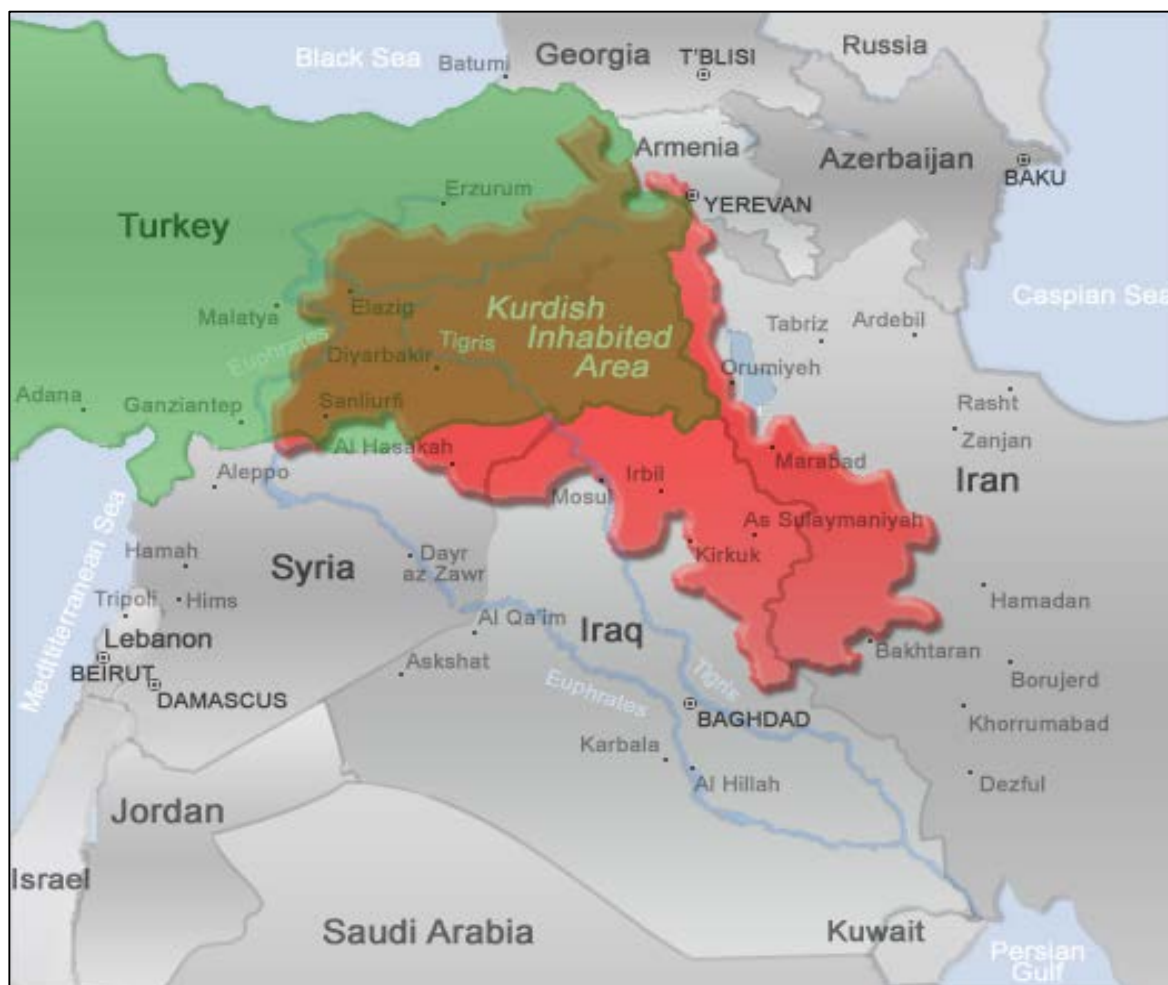 Russia
Georgia
T'BLISI
Black Sea
Batumi
Armenia
Azerbaijan
BAKU
Erzurum
YEREVAN
Turkey
Caspian Sea
Malatya
Elazig
Kurdish
Inhabited
Area
Tabriz
Ardebil
Euphrates
Diyarbakir
Tigris
Orumiyeh
Adana
Ganziantep
Sanliurfi
Rasht
Zanjan
Al Hasakah
Marabad
Aleppo
Mosul
Irbil
Iran
As Sulaymaniyah
Kirkuk
Medtiterranean Sea
Hamah
Syria
Dayr
az Zawr
Tripoli
Hims
Hamadan
Lebanon
Al Qa'im
Iraq
Bakhtaran
BEIRUT
Askshat
DAMASCUS
Euphrates
Tigris
BAGHDAD
Borujerd
Khorrumabad
Karbala
Al Hillah
Dezful
Jordan
Israel
Saudi Arabia
Kuwait
Persian
Gulf